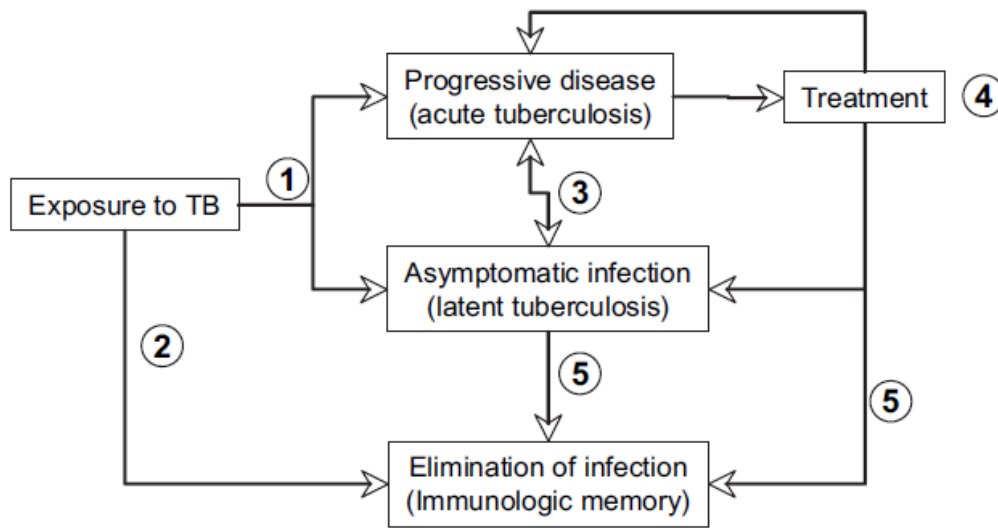 Progressive disease
(acute tuberculosis)
Treatment
4
1
Exposure to TB
3
Asymptomatic infection
(latent tuberculosis)
2
5
5
Elimination of infection
(Immunologic memory)